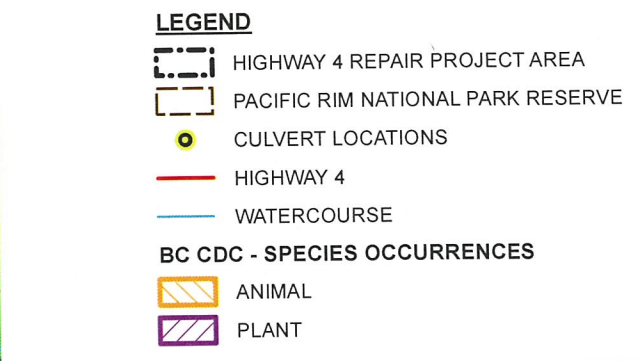 LEGEND
HIGHWAY 4 REPAIR PROJECT AREA
PACIFIC RIM NATIONAL PARK RESERVE
CULVERT LOCATIONS
HIGHWAY 4
WATERCOURSE
BC CDC - SPECIES OCCURRENCES
ANIMAL
PLANT